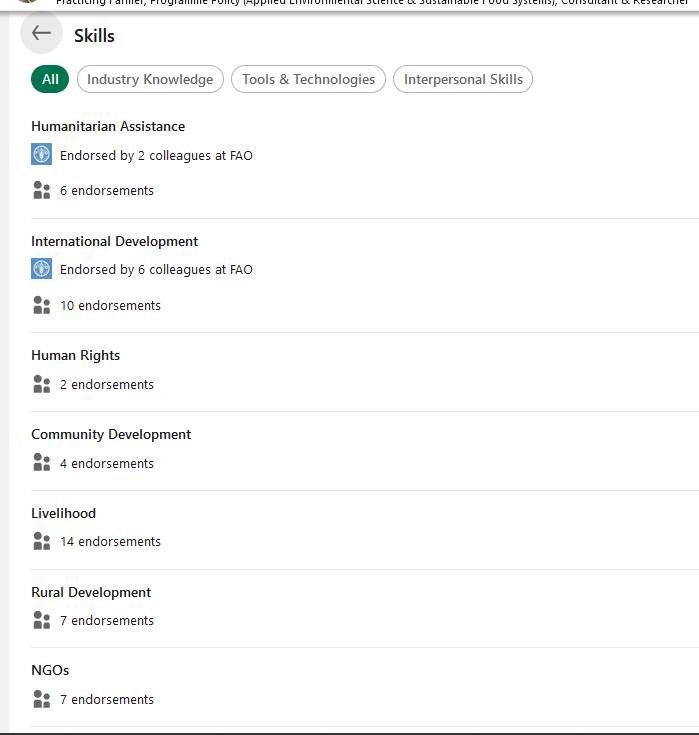 Practicing Farmer, Programme Policy (Applied Environmental Science & Sustainable Food Systems), Consultant & Researcher
Skills
All
Industry Knowledge
Tools & Technologies
Interpersonal Skills
Humanitarian Assistance
Endorsed by 2 colleagues at FAO
6 endorsements
International Development
Endorsed by 6 colleagues at FAO
10 endorsements
Human Rights
2 endorsements
Community Development
4 endorsements
Livelihood
14 endorsements
Rural Development
7 endorsements
NGOs
7 endorsements